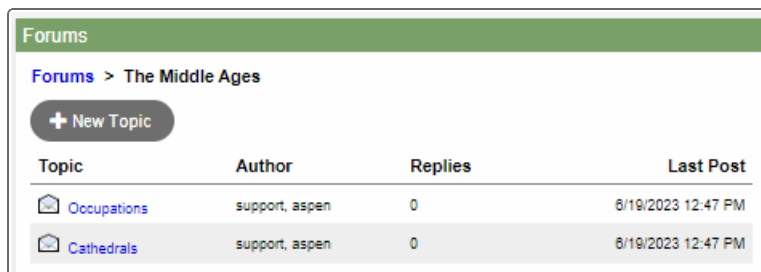 Forums
Forums > The Middle Ages
+ New Topic
Topic Author Replies Last Post
Occupations support, aspen 0 6/19/2023 12:47 PM
Cathedrals support, aspen 0 6/19/2023 12:47 PM